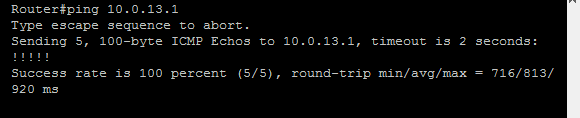 Router#ping 10.0.13.1
Type escape sequence to abort.
Sending 5, 100-byte ICMP Echos to 10.0.13.1, timeout is 2 seconds:
!!!!!
Success rate is 100 percent (5/5), round-trip min/avg/max = 716/813/
920 ms